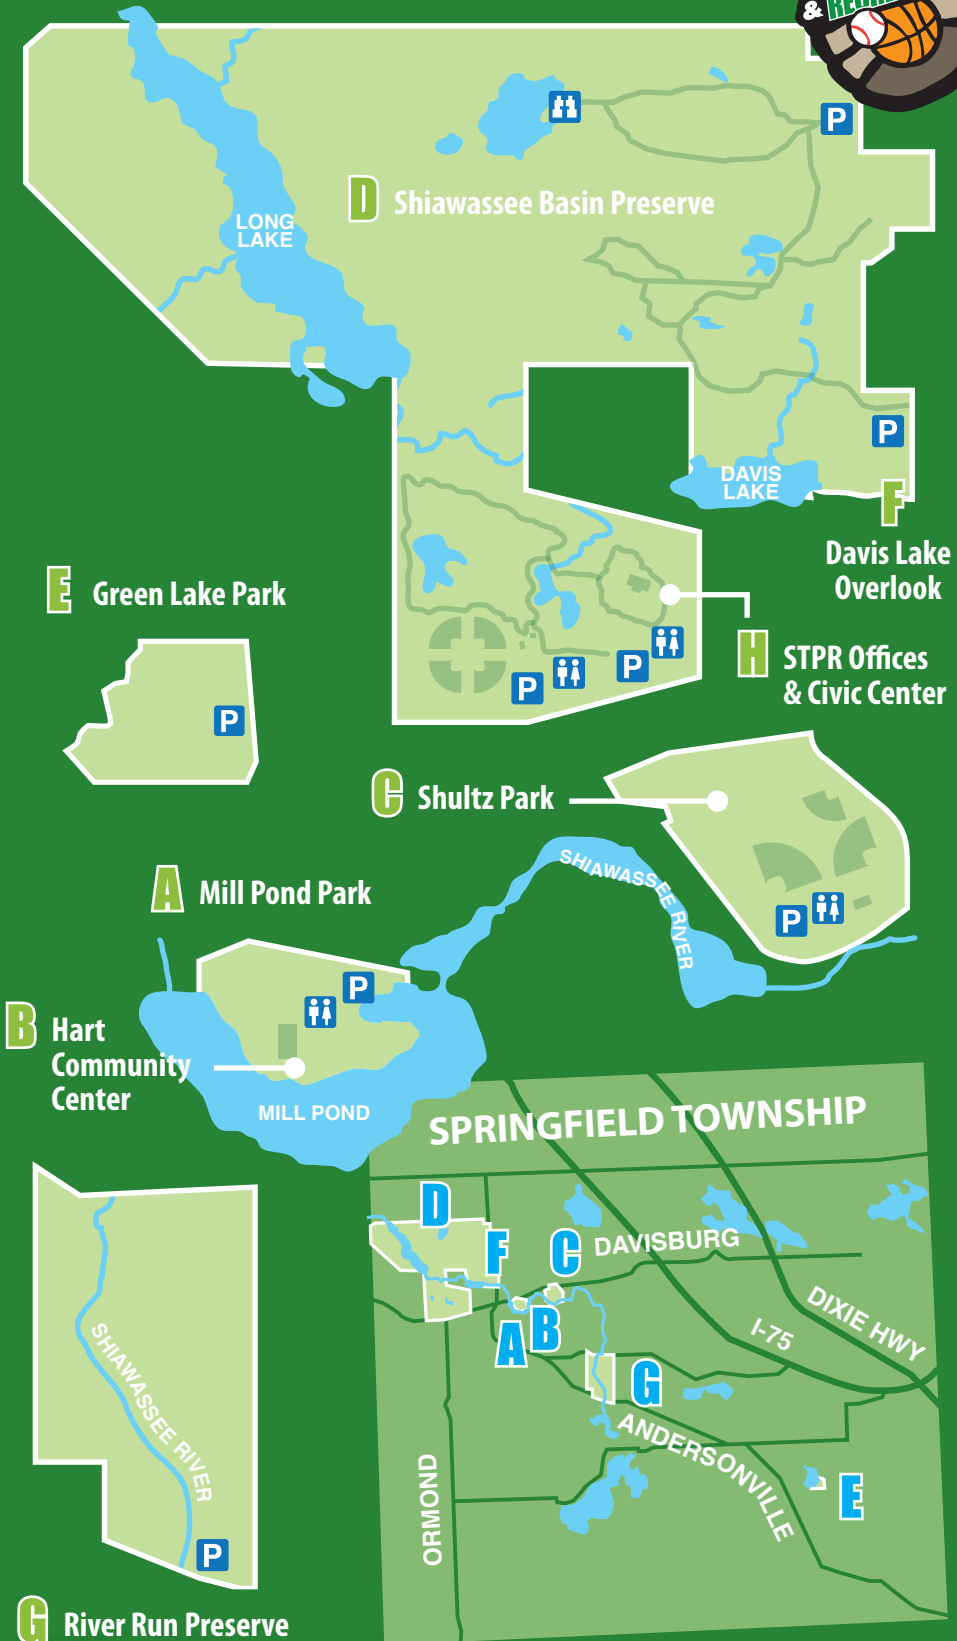 &
P
D Shiawassee Basin Preserve
LONG
LAKE
P
DAVIS
LAKE
F
Davis Lake
Overlook
E Green Lake Park
P
P
P
H STPR Offices
& Civic Center
C Shultz Park
SHIAWASSEE RIVER
P
A Mill Pond Park
P
B Hart
Community
Center
MILL POND
SPRINGFIELD TOWNSHIP
D
F
C
DAVISBURG
A
B
DIXIE HWY
I-75
G
ANDERSONVILLE
ORMOND
E
SHIAWASSEE RIVER
P
G River Run Preserve